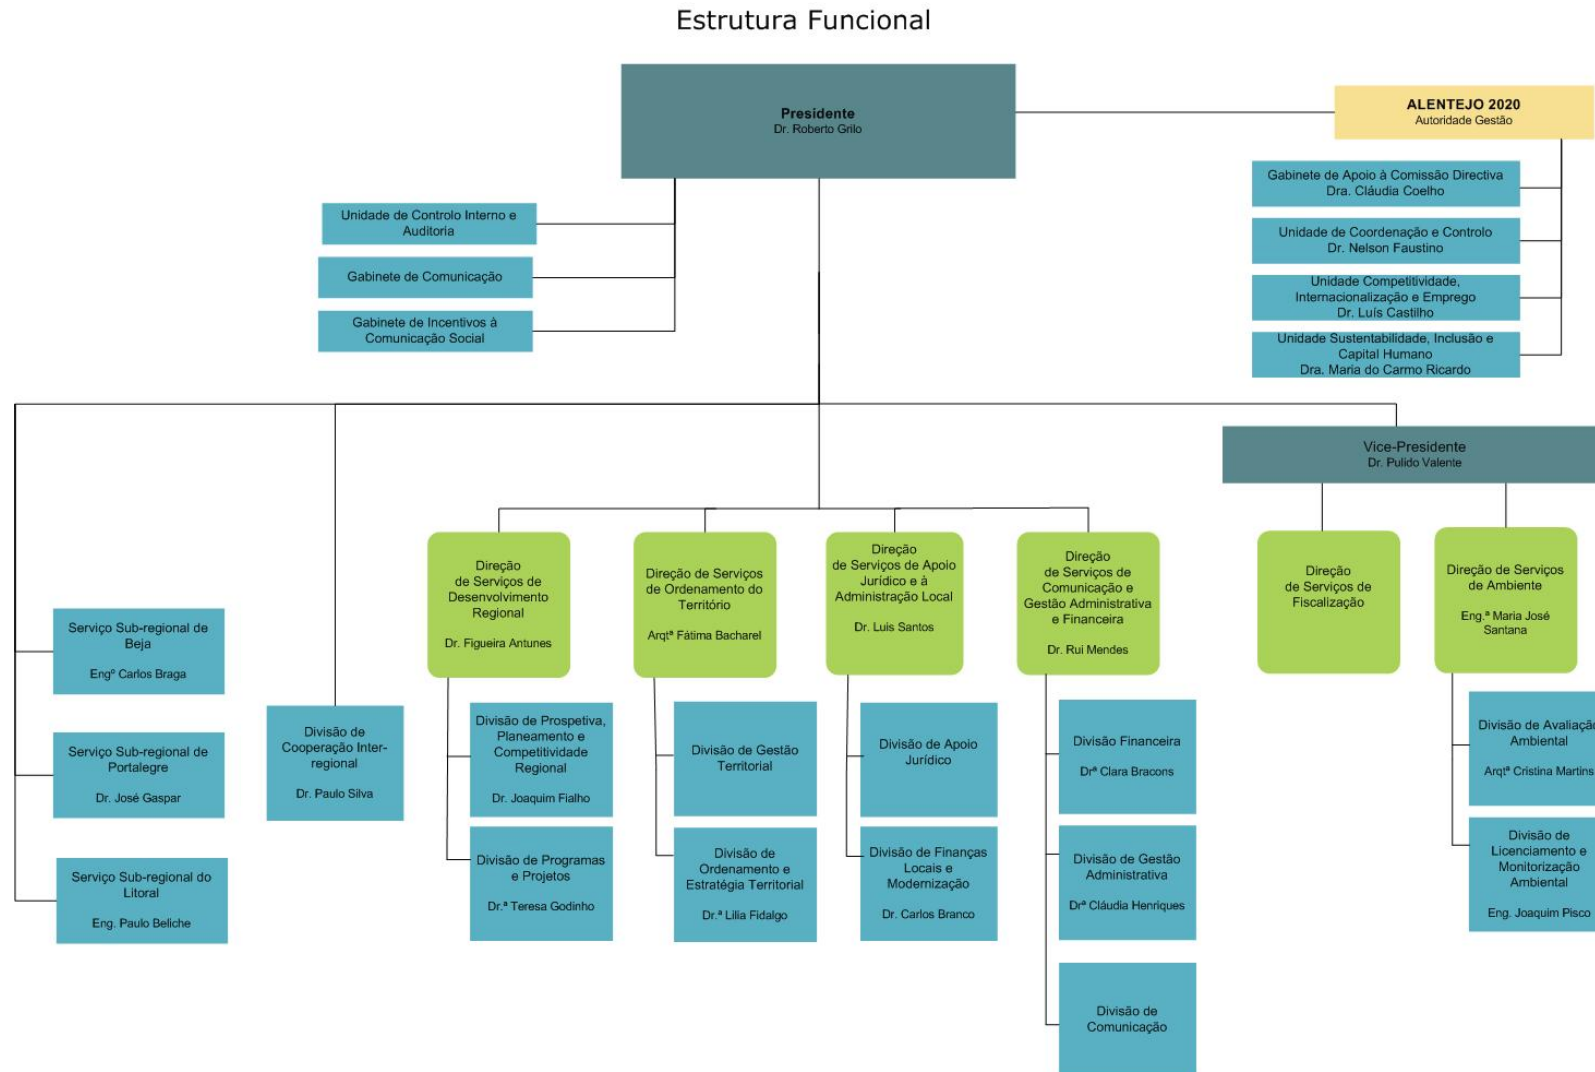 Estrutura Funcional
Presidente
Dr. Roberto Grilo
ALENTEJO 2020
Autoridade Gestão
Gabinete de Apoio à Comissão Directiva
Dra. Cláudia Coelho
Unidade de Coordenação e Controlo
Dr. Nelson Faustino
Unidade Competitividade,
Internacionalização e Emprego
Dr. Luís Castilho
Unidade Sustentabilidade, Inclusão e
Capital Humano
Dra. Maria do Carmo Ricardo
Unidade de Controlo Interno e
Auditoria
Gabinete de Comunicação
Gabinete de Incentivos à
Comunicação Social
Vice-Presidente
Dr. Pulido Valente
Direção
de Serviços de
Desenvolvimento
Regional
Dr. Figueira Antunes
Direção de Serviços
de Ordenamento do
Território
Arqtª Fátima Bacharel
Direção
de Serviços de Apoio
Jurídico e à
Administração Local
Dr. Luis Santos
Direção
de Serviços de
Comunicação e
Gestão Administrativa
e Financeira
Dr. Rui Mendes
Direção
de Serviços de
Fiscalização
Direção de Serviços
de Ambiente
Eng.ª Maria José
Santana
Serviço Sub-regional de
Beja
Engº Carlos Braga
Serviço Sub-regional de
Portalegre
Dr. José Gaspar
Serviço Sub-regional do
Litoral
Eng. Paulo Beliche
Divisão de
Cooperação Inter-
regional
Dr. Paulo Silva
Divisão de Prospetiva,
Planeamento e
Competitividade
Regional
Dr. Joaquim Fialho
Divisão de Programas
e Projetos
Dr.ª Teresa Godinho
Divisão de Gestão
Territorial
Divisão de
Ordenamento e
Estratégia Territorial
Dr.ª Lilia Fidalgo
Divisão de Apoio
Jurídico
Divisão de Finanças
Locais e
Modernização
Dr. Carlos Branco
Divisão Financeira
Drª Clara Bracons
Divisão de Gestão
Administrativa
Drª Cláudia Henriques
Divisão de
Comunicação
Divisão de Avaliação
Ambiental
Arqtª Cristina Martins
Divisão de
Licenciamento e
Monitorização
Ambiental
Eng. Joaquim Pisco